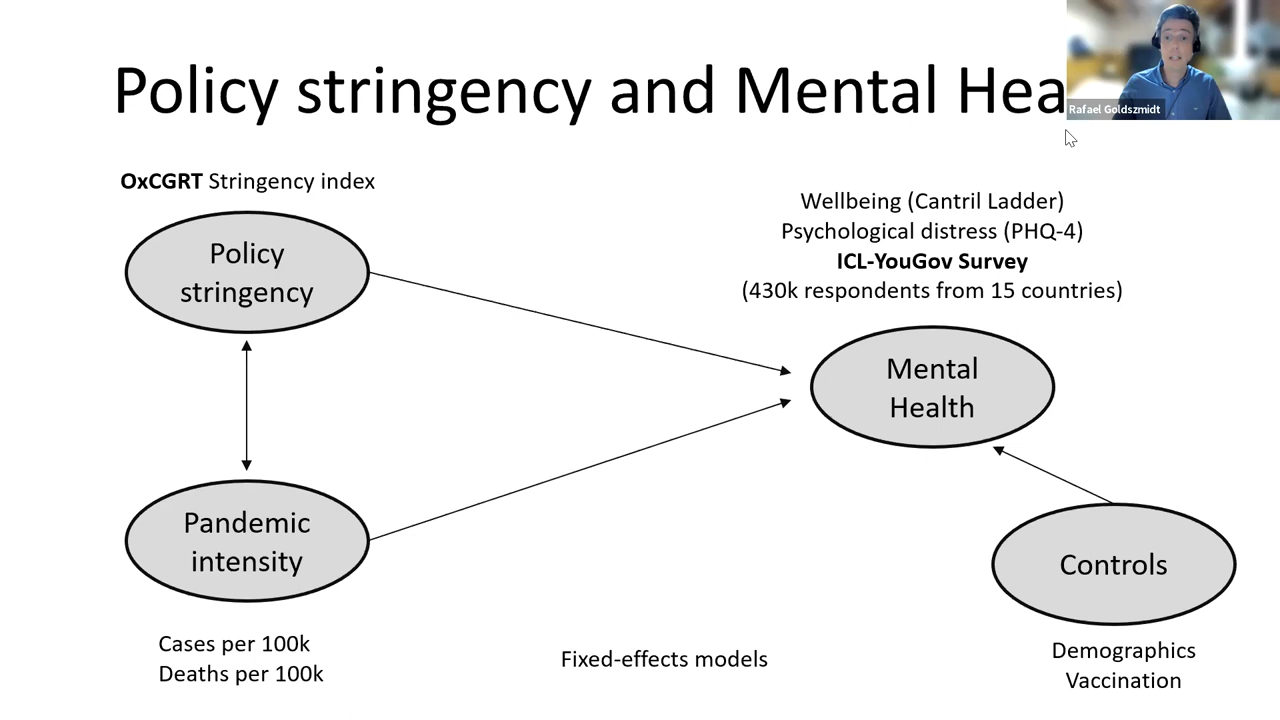 Policy stringency and Mental Hea
Rafael Goldszmidt
OxCGRT Stringency index
Policy
stringency
Wellbeing (Cantril Ladder)
Psychological distress (PHQ-4)
ICL-YouGov Survey
(430k respondents from 15 countries)
Mental
Health
Pandemic
intensity
Controls
Cases per 100k
Deaths per 100k
Fixed-effects models
Demographics
Vaccination